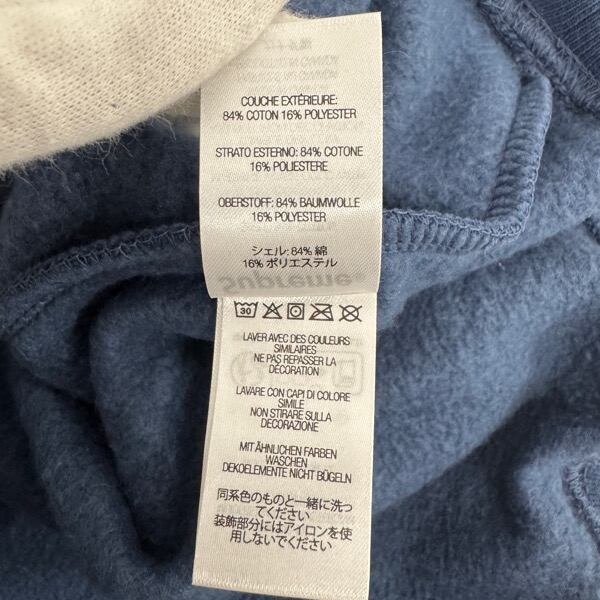 COUCHE EXTÉRIEURE:
84% COTON 16% POLYESTER
STRATO ESTERNO: 84% COTONE
16% POLIESTERE
OBERSTOFF: 84% BAUMWOLLE
16% POLYESTER
シェル: 84% 綿
16% ポリエステル
Supreme
30
LAVER AVEC DES COULEURS
SIMILAIRES
NE PAS REPASSER LA
DÉCORATION
LAVARE CON CAPI DI COLORE
SIMILE
NON STIRARE SULLA
DECORAZIONE
MIT ÄHNLICHEN FARBEN
WASCHEN
DEKOELEMENTE NICHT BÜGELN
同系色のものと一緒に洗っ
てください
装飾部分にはアイロンを使
用しないでください